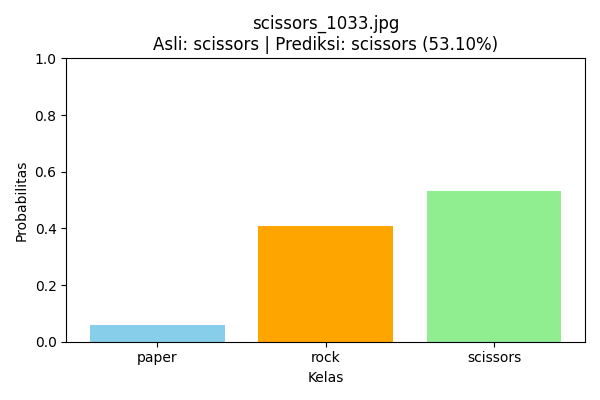 scissors_1033.jpg
Asli: scissors | Prediksi: scissors (53.10%)
1.0
0.8
0.6
0.4
0.2
0.0
Probabilitas
paper rock scissors
Kelas